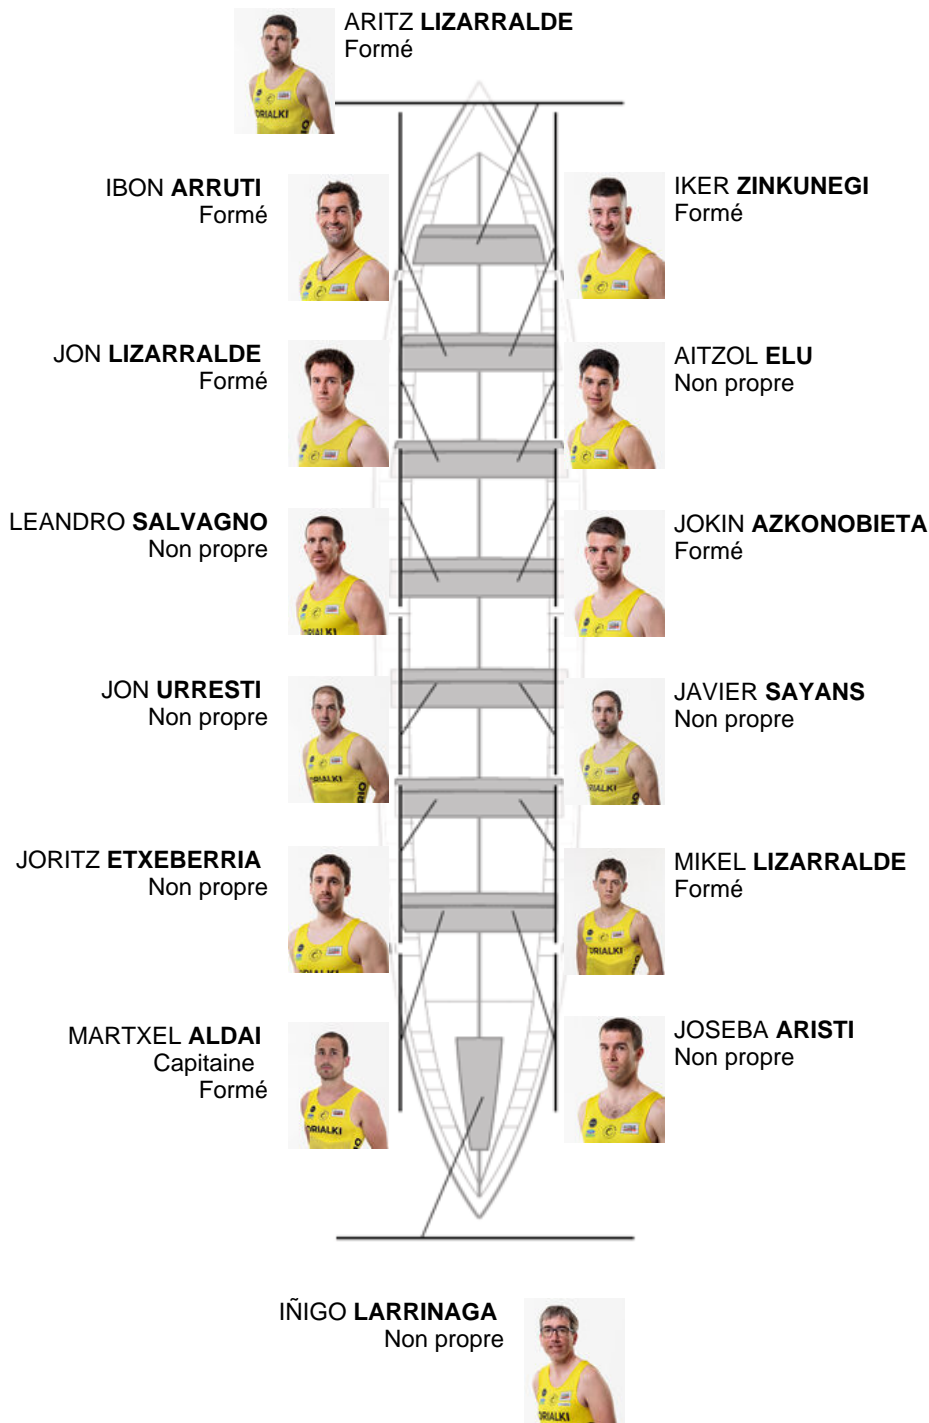 ARITZ LIZARRALDE
Formé
IBON ARRUTI
Formé
IKER ZINKUNEGI
Formé
JON LIZARRALDE
Formé
AITZOL ELU
Non propre
LEANDRO SALVAGNO
Non propre
JOKIN AZKONOBIETA
Formé
JON URRESTI
Non propre
JAVIER SAYANS
Non propre
JORITZ ETXEBERRIA
Non propre
MIKEL LIZARRALDE
Formé
MARTXEL ALDAI
Capitaine
Formé
JOSEBA ARISTI
Non propre
IÑIGO LARRINAGA
Non propre